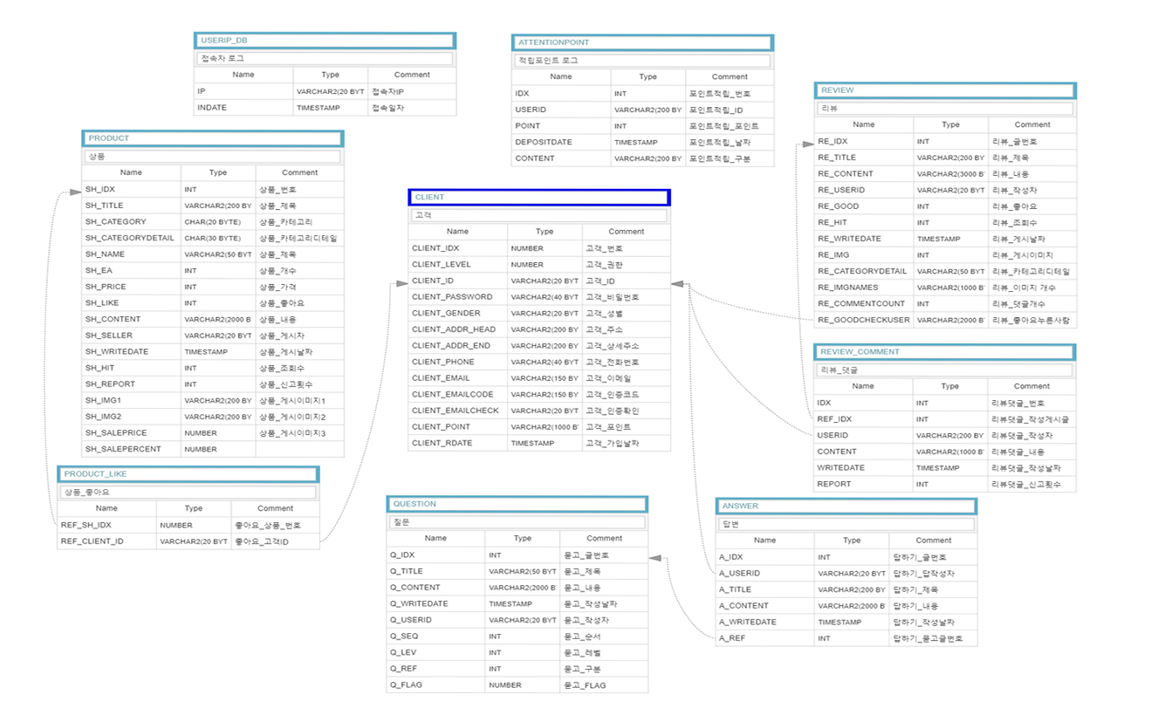 USERIP_DB
접속자 로그
Name Type Comment
IP VARCHAR2(20 BYT 접속자IP
INDATE TIMESTAMP 접속일자
ATTENTIONPOINT
적립포인트 로그
Name Type Comment
IDX INT 포인트적립_번호
USERID VARCHAR2(200 BY 포인트적립_ID
POINT INT 포인트적립_포인트
DEPOSITDATE TIMESTAMP 포인트적립_날짜
CONTENT VARCHAR2(200 BY 포인트적립_구분
REVIEW
리뷰
Name Type Comment
RE_IDX INT 리뷰_글번호
RE_TITLE VARCHAR2(200 BY 리뷰_제목
RE_CONTENT VARCHAR2(3000 B 리뷰_내용
RE_USERID VARCHAR2(20 BYT 리뷰_작성자
RE_GOOD INT 리뷰_좋아요
RE_HIT INT 리뷰_조회수
RE_WRITEDATE TIMESTAMP 리뷰_게시날짜
RE_IMG INT 리뷰_게시이미지
RE_CATEGORYDETAIL VARCHAR2(50 BYT 리뷰_카테고리디테일
RE_IMGNAMES VARCHAR2(1000 B 리뷰_이미지 개수
RE_COMMENTCOUNT INT 리뷰_댓글개수
RE_GOODCHECKUSER VARCHAR2(2000 B 리뷰_좋아요누른사람
PRODUCT
상품
Name Type Comment
SH_IDX INT 상품_번호
SH_TITLE VARCHAR2(200 BY 상품_제목
SH_CATEGORY CHAR(20 BYTE) 상품_카테고리
SH_CATEGORYDETAIL CHAR(30 BYTE) 상품_카테고리디테일
SH_NAME VARCHAR2(50 BYT 상품_제목
SH_EA INT 상품_개수
SH_PRICE INT 상품_가격
SH_LIKE INT 상품_좋아요
SH_CONTENT VARCHAR2(2000 B 상품_내용
SH_SELLER VARCHAR2(20 BYT 상품_게시자
SH_WRITEDATE TIMESTAMP 상품_게시날짜
SH_HIT INT 상품_조회수
SH_REPORT INT 상품_신고횟수
SH_IMG1 VARCHAR2(200 BY 상품_게시이미지1
SH_IMG2 VARCHAR2(200 BY 상품_게시이미지2
SH_SALEPRICE NUMBER 상품_게시이미지3
SH_SALEPERCENT NUMBER
CLIENT
고객
Name Type Comment
CLIENT_IDX NUMBER 고객_번호
CLIENT_LEVEL NUMBER 고객_권한
CLIENT_ID VARCHAR2(20 BYT 고객_ID
CLIENT_PASSWORD VARCHAR2(40 BYT 고객_비밀번호
CLIENT_GENDER VARCHAR2(20 BYT 고객_성별
CLIENT_ADDR_HEAD VARCHAR2(200 BY 고객_주소
CLIENT_ADDR_END VARCHAR2(200 BY 고객_상세주소
CLIENT_PHONE VARCHAR2(40 BYT 고객_전화번호
CLIENT_EMAIL VARCHAR2(150 BY 고객_이메일
CLIENT_EMAILCODE VARCHAR2(150 BY 고객_인증코드
CLIENT_EMAILCHECK VARCHAR2(20 BYT 고객_인증확인
CLIENT_POINT VARCHAR2(1000 B 고객_포인트
CLIENT_RDATE TIMESTAMP 고객_가입날짜
REVIEW_COMMENT
리뷰_댓글
Name Type Comment
IDX INT 리뷰댓글_번호
REF_IDX INT 리뷰댓글_작성게시글
USERID VARCHAR2(200 BY 리뷰댓글_작성자
CONTENT VARCHAR2(1000 B 리뷰댓글_내용
WRITEDATE TIMESTAMP 리뷰댓글_작성날짜
REPORT INT 리뷰댓글_신고횟수
PRODUCT_LIKE
상품_좋아요
Name Type Comment
REF_SH_IDX NUMBER 좋아요_상품_번호
REF_CLIENT_ID VARCHAR2(20 BYT 좋아요_고객ID
QUESTION
질문
Name Type Comment
Q_IDX INT 묻고_글번호
Q_TITLE VARCHAR2(50 BYT 묻고_제목
Q_CONTENT VARCHAR2(2000 B 묻고_내용
Q_WRITEDATE TIMESTAMP 묻고_작성날짜
Q_USERID VARCHAR2(20 BYT 묻고_작성자
Q_SEQ INT 묻고_순서
Q_LEV INT 묻고_레벨
Q_REF INT 묻고_구분
Q_FLAG NUMBER 묻고_FLAG
ANSWER
답변
Name Type Comment
A_IDX INT 답하기_글번호
A_USERID VARCHAR2(20 BYT 답하기_답작성자
A_TITLE VARCHAR2(200 BY 답하기_제목
A_CONTENT VARCHAR2(2000 B 답하기_내용
A_WRITEDATE TIMESTAMP 답하기_작성날짜
A_REF INT 답하기_묻고글번호